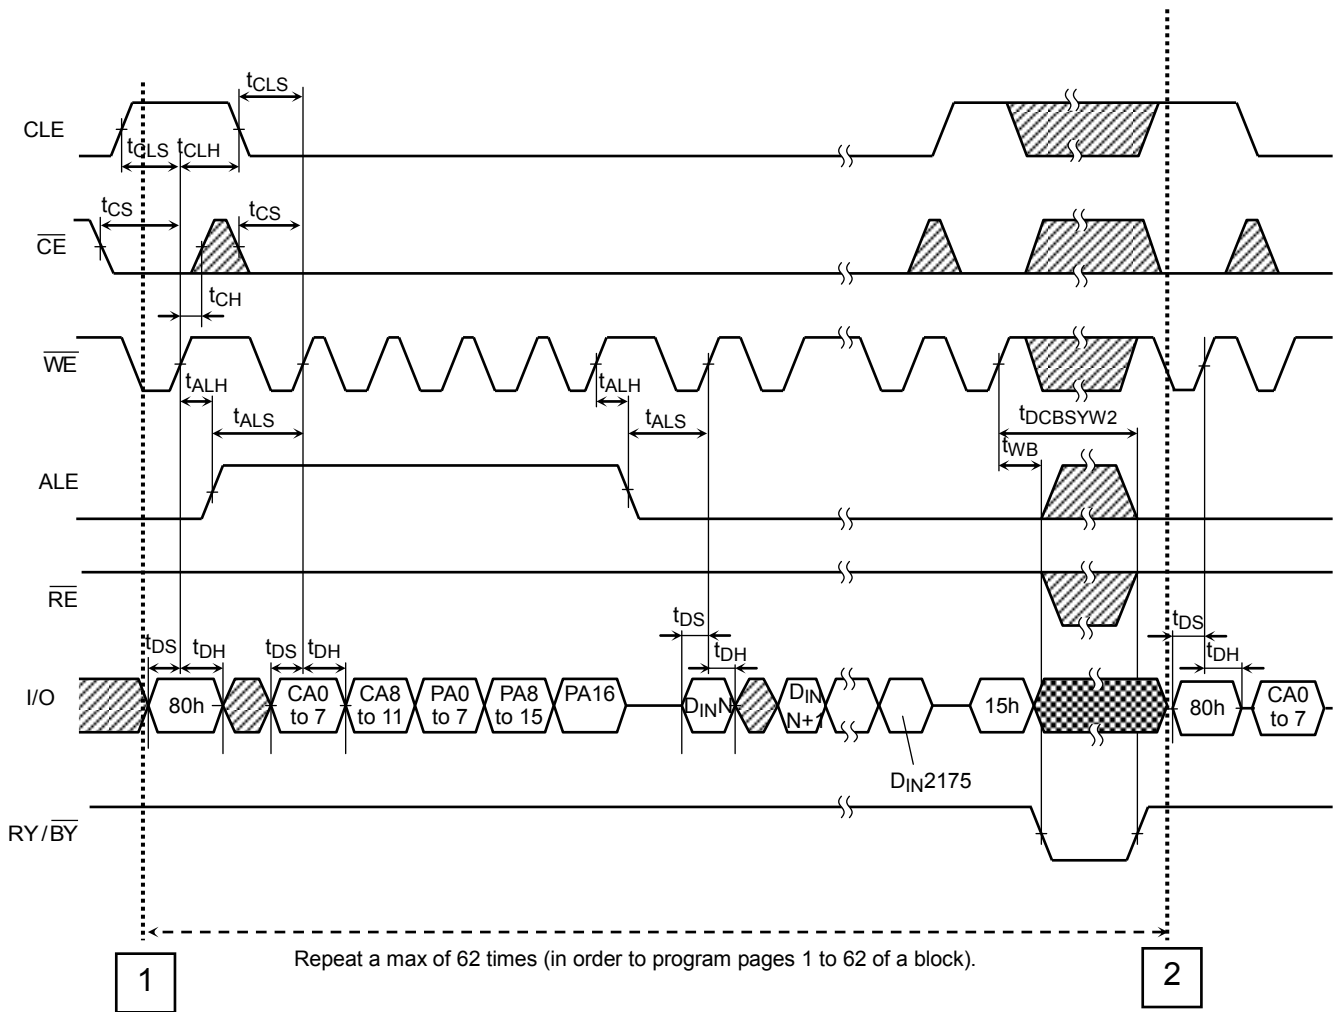 tCLS
CLE
tCLS
tCLH
tCS
tCS
CE
tCH
WE
tALH
tALH
tALS
tALS
tDCBSYW2
tWB
ALE
RE
tDS
tDH
tDS
tDH
tDS
tDH
tDS
tDH
I/O
80h
CA0
to 7
CA8
to 11
PA0
to 7
PA8
to 15
PA16
DINN
DIN
N+1
15h
80h
CA0
to 7
DIN2175
RY/BY
Repeat a max of 62 times (in order to program pages 1 to 62 of a block).
1
2